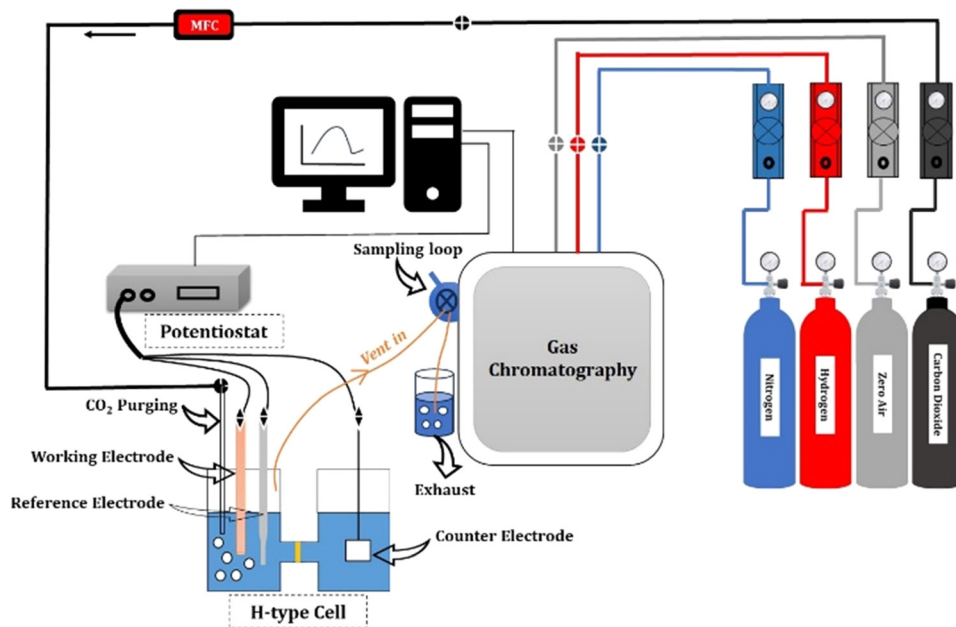 MFC
Sampling loop
Potentiostat
Vent in
Gas
Chromatography
Nitrogen
Hydrogen
Zero Air
Carbon Dioxide
CO₂ Purging
Working Electrode
Reference Electrode
Exhaust
Counter Electrode
H-type Cell